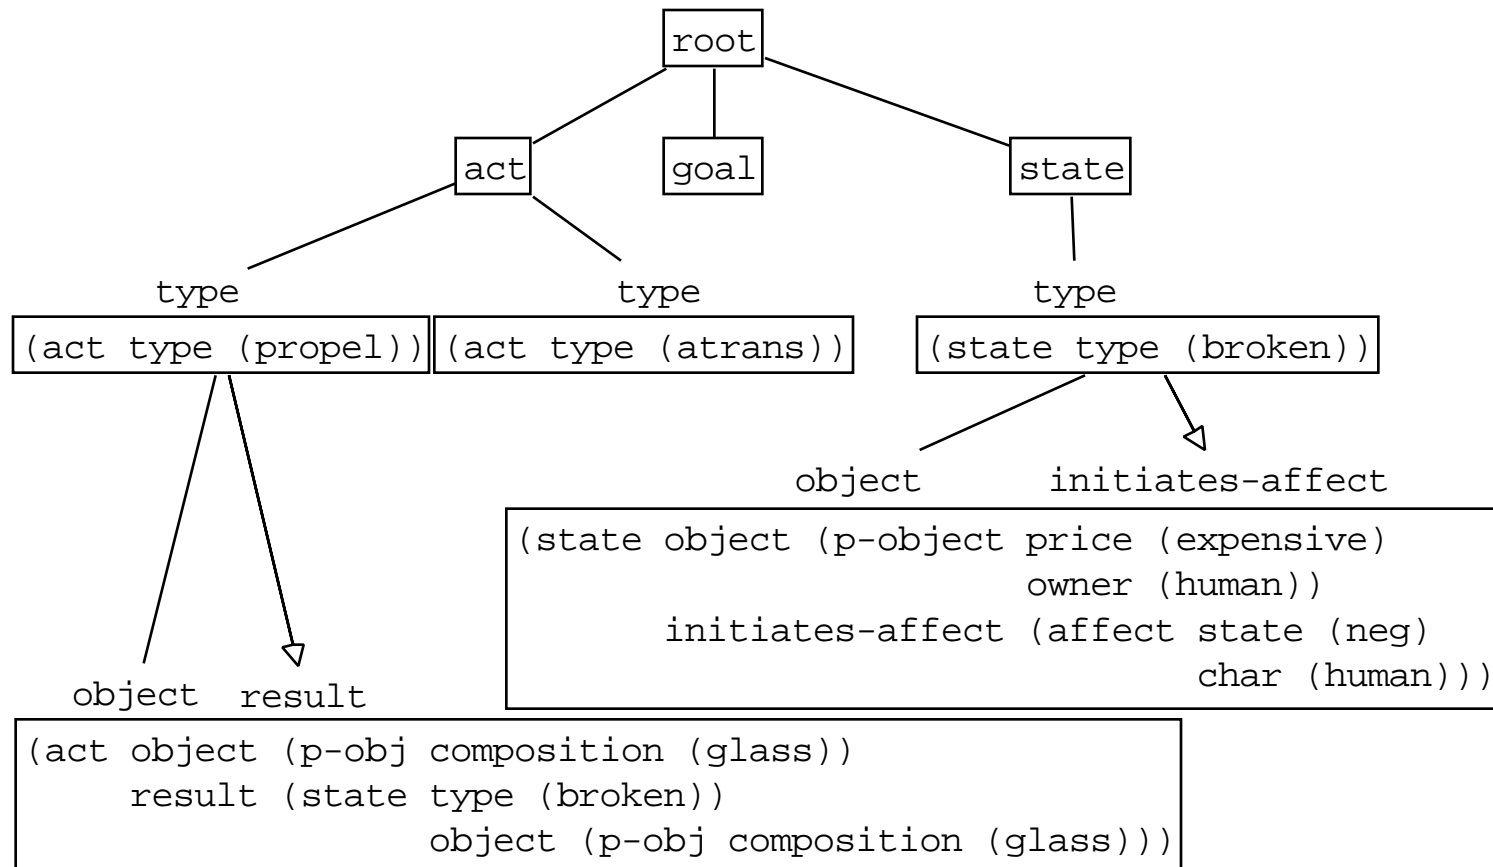 root
act
goal
state
type
type
type
(act type (propel))
(act type (atrans))
(state type (broken))
object
initiates-affect
(state object (p-object price (expensive)
owner (human))
initiates-affect (affect state (neg)
char (human)))
object
result
(act object (p-obj composition (glass))
result (state type (broken))
object (p-obj composition (glass)))